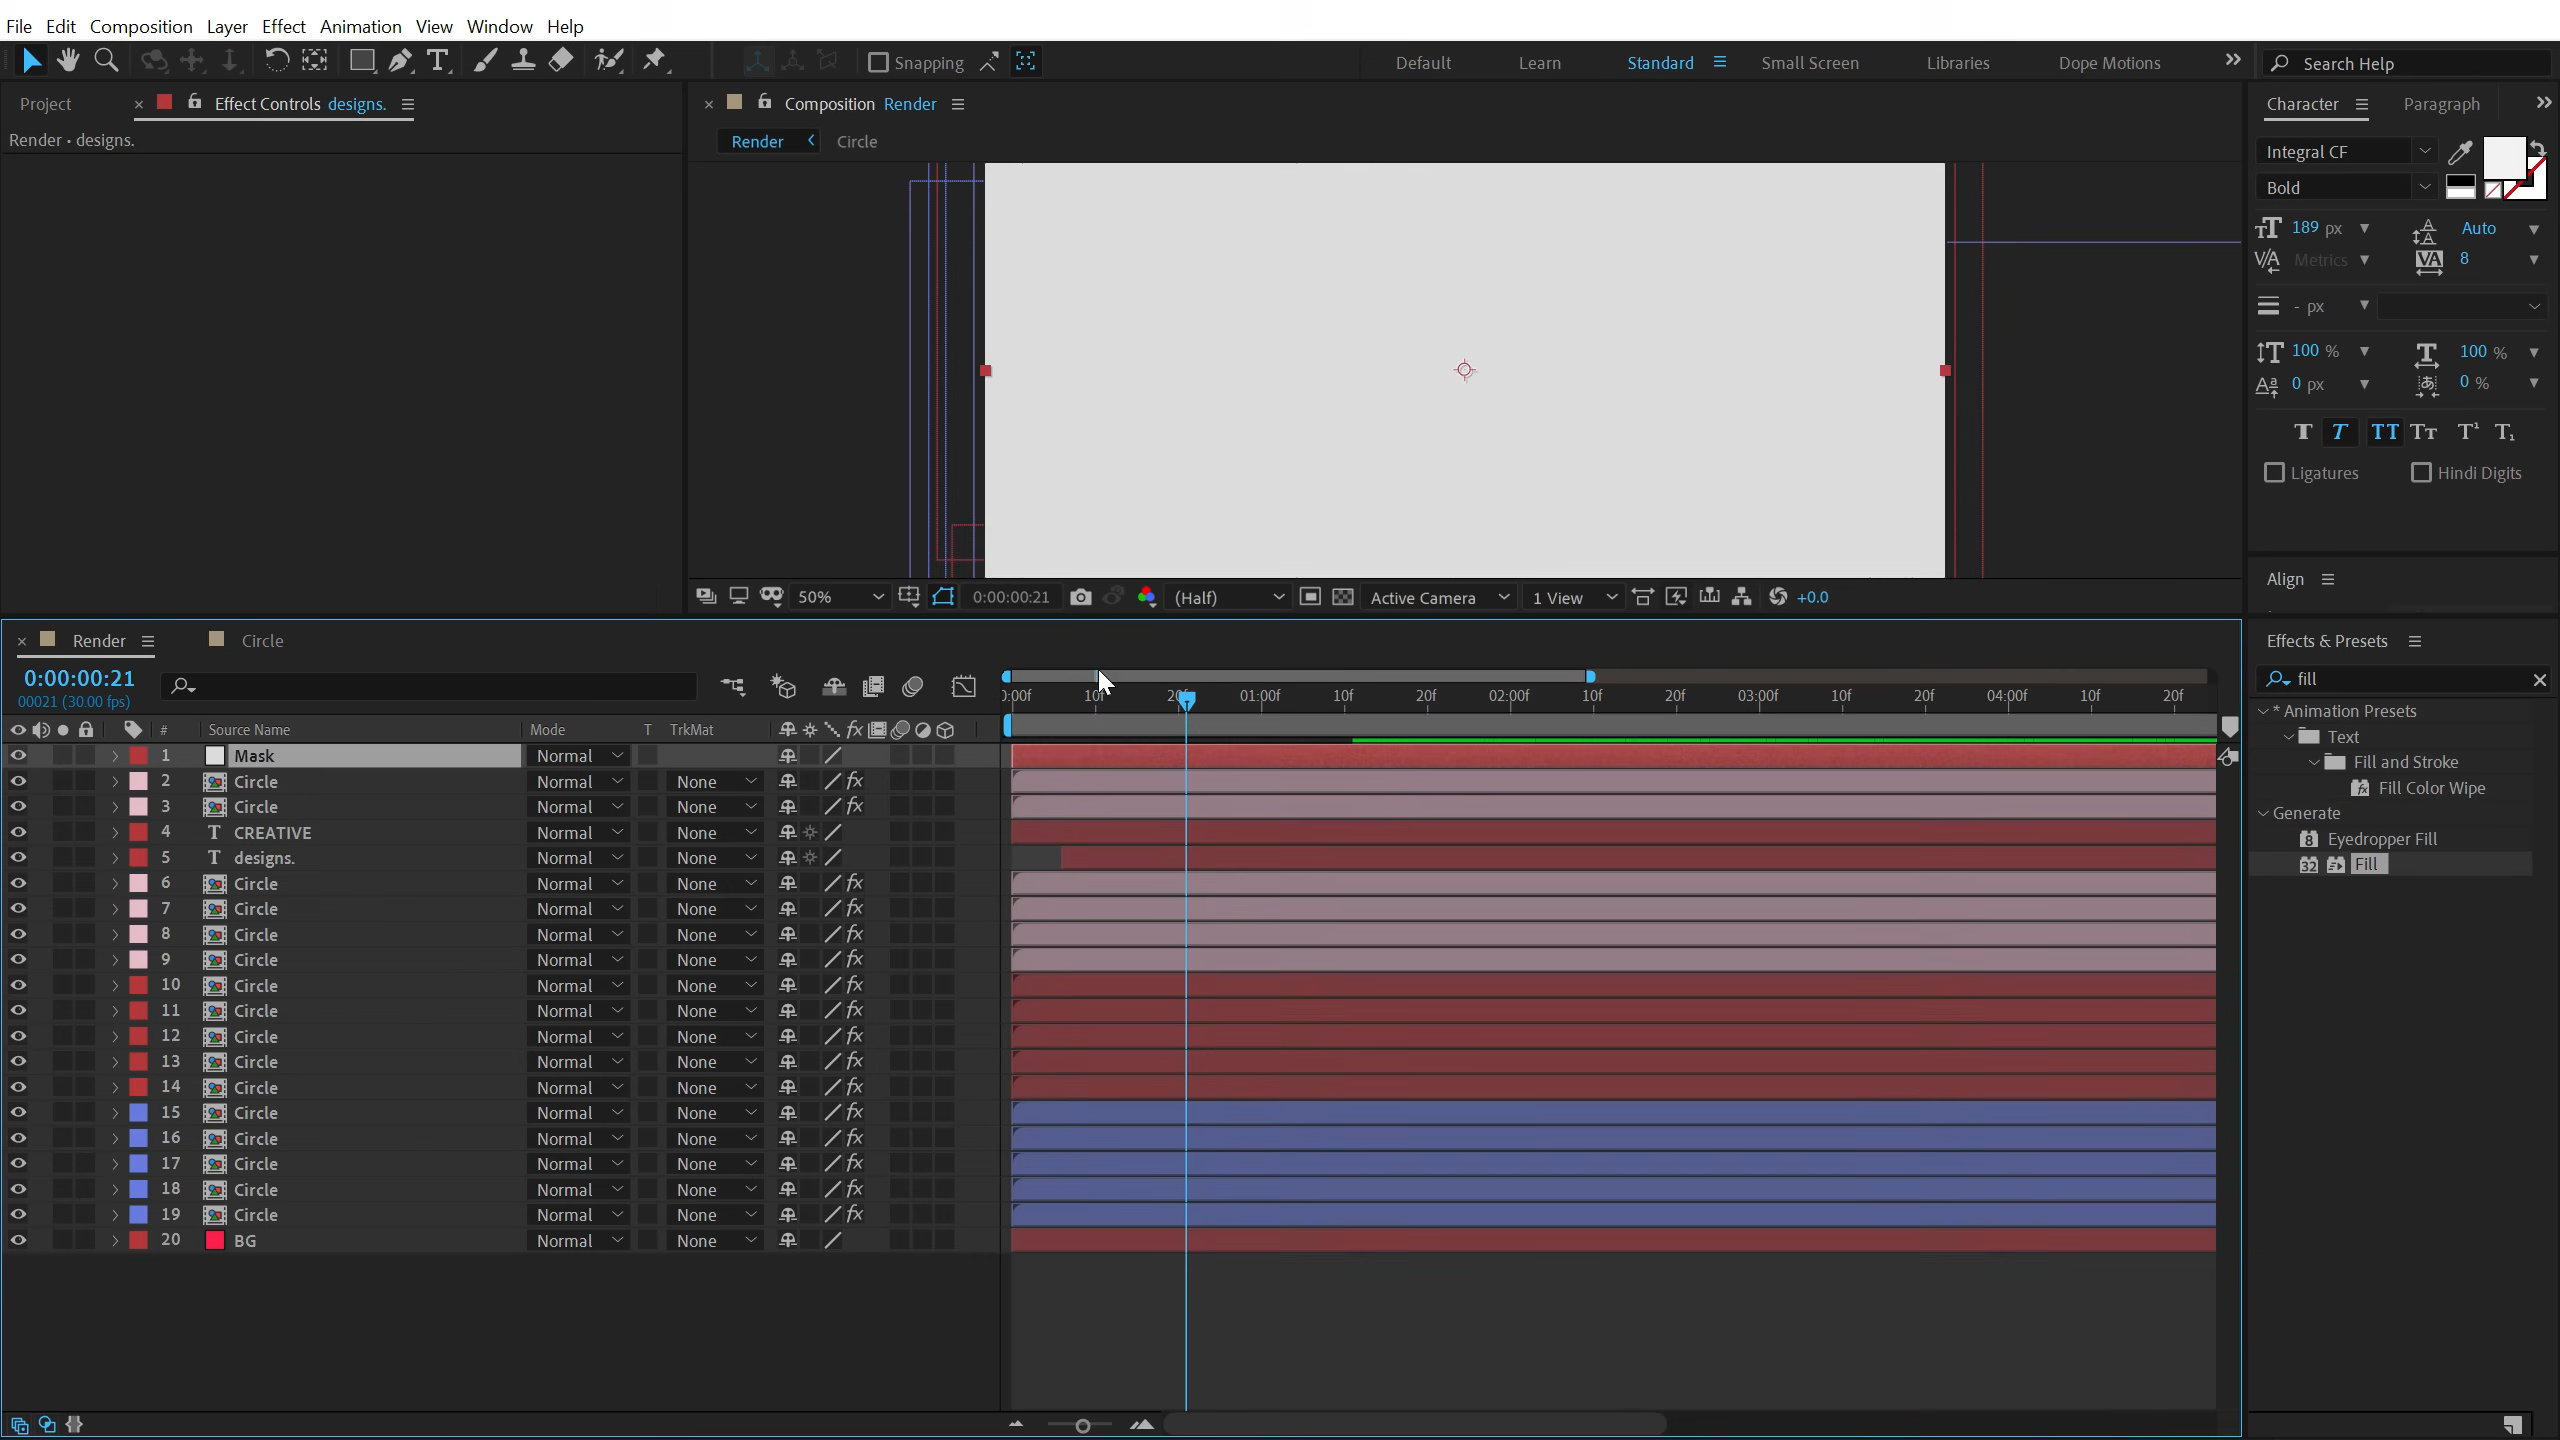 File Edit Composition Layer Effect Animation View Window Help
Snapping Default Learn Standard Small Screen Libraries Dope Motions Search Help
Project Effect Controls designs. Composition Render Character Paragraph
Render • designs. Render Circle
Integral CF
Bold
189 px Auto
Metrics 8
- px
100 % 100 %
0 px 0 %
T T TT Tт T¹ T₁
Ligatures Hindi Digits
Align
50% 0:00:00:21 (Half) Active Camera 1 View +0.0
Render Circle Effects & Presets
0:00:00:21
00021 (30.00 fps)
0:00f 10f 20f 01:00f 10f 20f 02:00f 10f 20f 03:00f 10f 20f 04:00f 10f 20f
# Source Name Mode T TrkMat
1 Mask Normal
2 Circle Normal None
3 Circle Normal None
4 T CREATIVE Normal None
5 T designs. Normal None
6 Circle Normal None
7 Circle Normal None
8 Circle Normal None
9 Circle Normal None
10 Circle Normal None
11 Circle Normal None
12 Circle Normal None
13 Circle Normal None
14 Circle Normal None
15 Circle Normal None
16 Circle Normal None
17 Circle Normal None
18 Circle Normal None
19 Circle Normal None
20 BG Normal None
fill
* Animation Presets
Text
Fill and Stroke
Fill Color Wipe
Generate
8 Eyedropper Fill
32 Fill